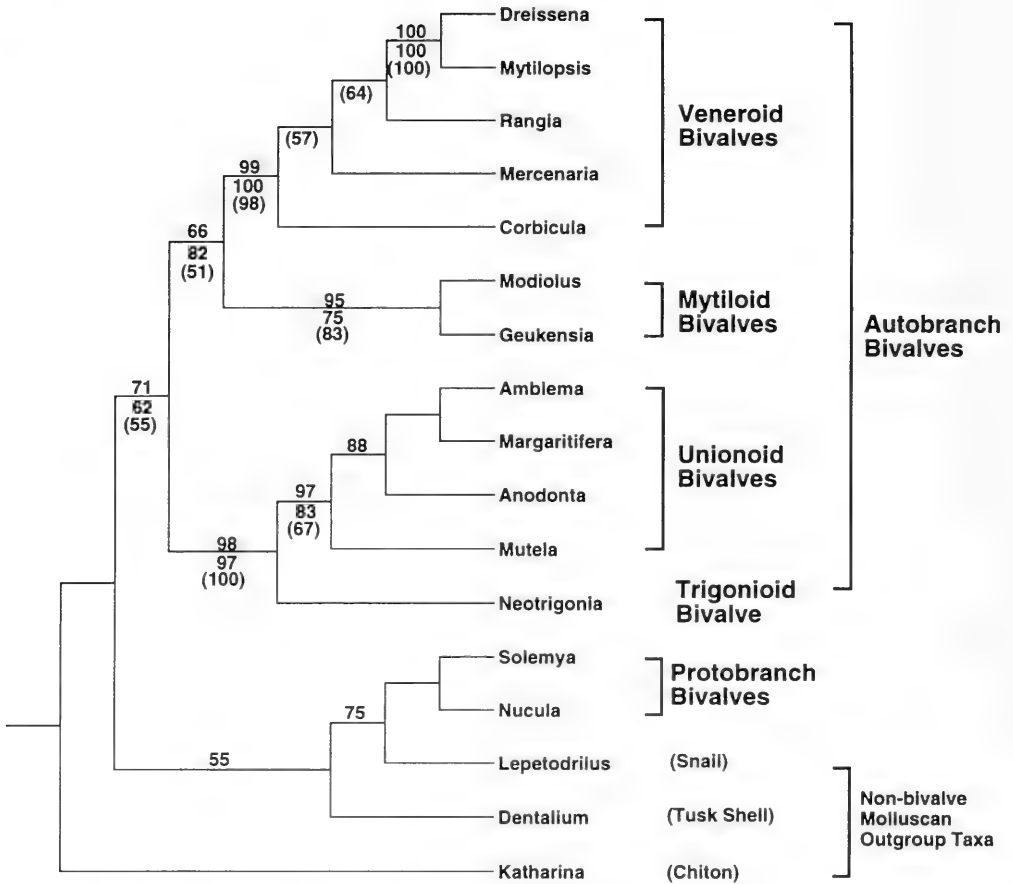 Dreissena
100
100
(100)
Mytilopsis
(64)
Veneroid
Bivalves
Rangia
(57)
Mercenaria
99
100
(98)
Corbicula
66
82
(51)
Modiolus
95
75
(83)
Mytiloid
Bivalves
Geukensia
Autobranch
Bivalves
71
62
(55)
Amblema
88
Margaritifera
Unionoid
Bivalves
97
83
(67)
Anodonta
98
97
(100)
Mutela
Neotrigonia
Trigonioid
Bivalve
Solemya
Protobranch
Bivalves
75
Nucula
55
Lepetodrilus (Snail)
Dentalium (Tusk Shell)
Non-bivalve
Molluscan
Outgroup Taxa
Katharina (Chiton)